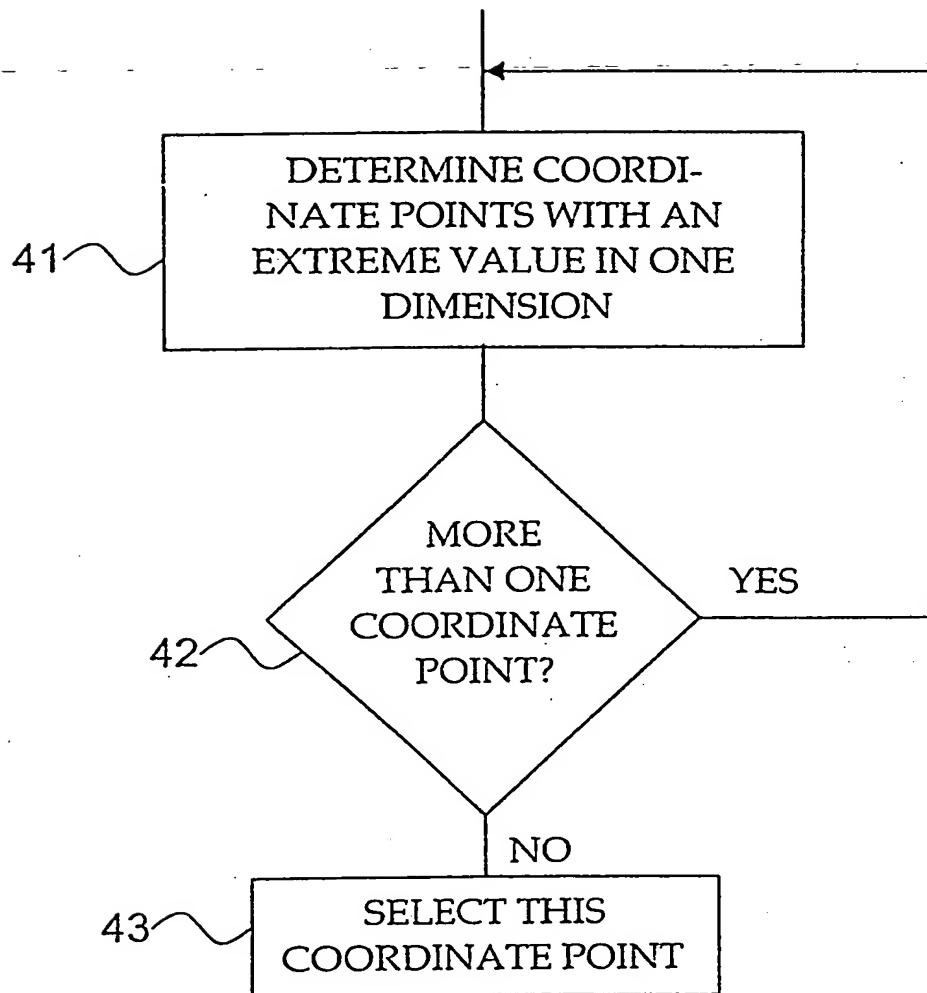 DETERMINE COORDI-
NATE POINTS WITH AN
EXTREME VALUE IN ONE
DIMENSION
41
MORE
THAN ONE
COORDINATE
POINT?
YES
42
NO
43
SELECT THIS
COORDINATE POINT